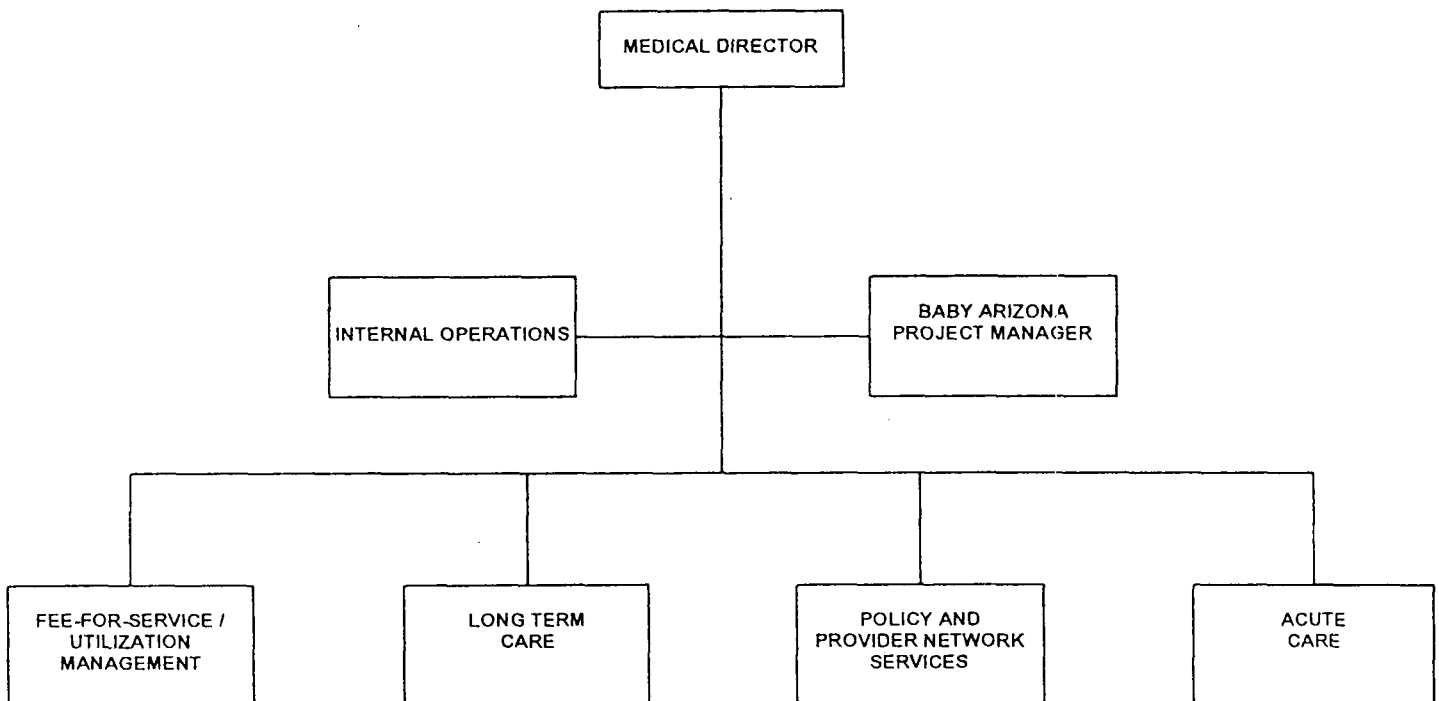 MEDICAL DIRECTOR
INTERNAL OPERATIONS
BABY ARIZONA
PROJECT MANAGER
FEE-FOR-SERVICE /
UTILIZATION
MANAGEMENT
LONG TERM
CARE
POLICY AND
PROVIDER NETWORK
SERVICES
ACUTE
CARE